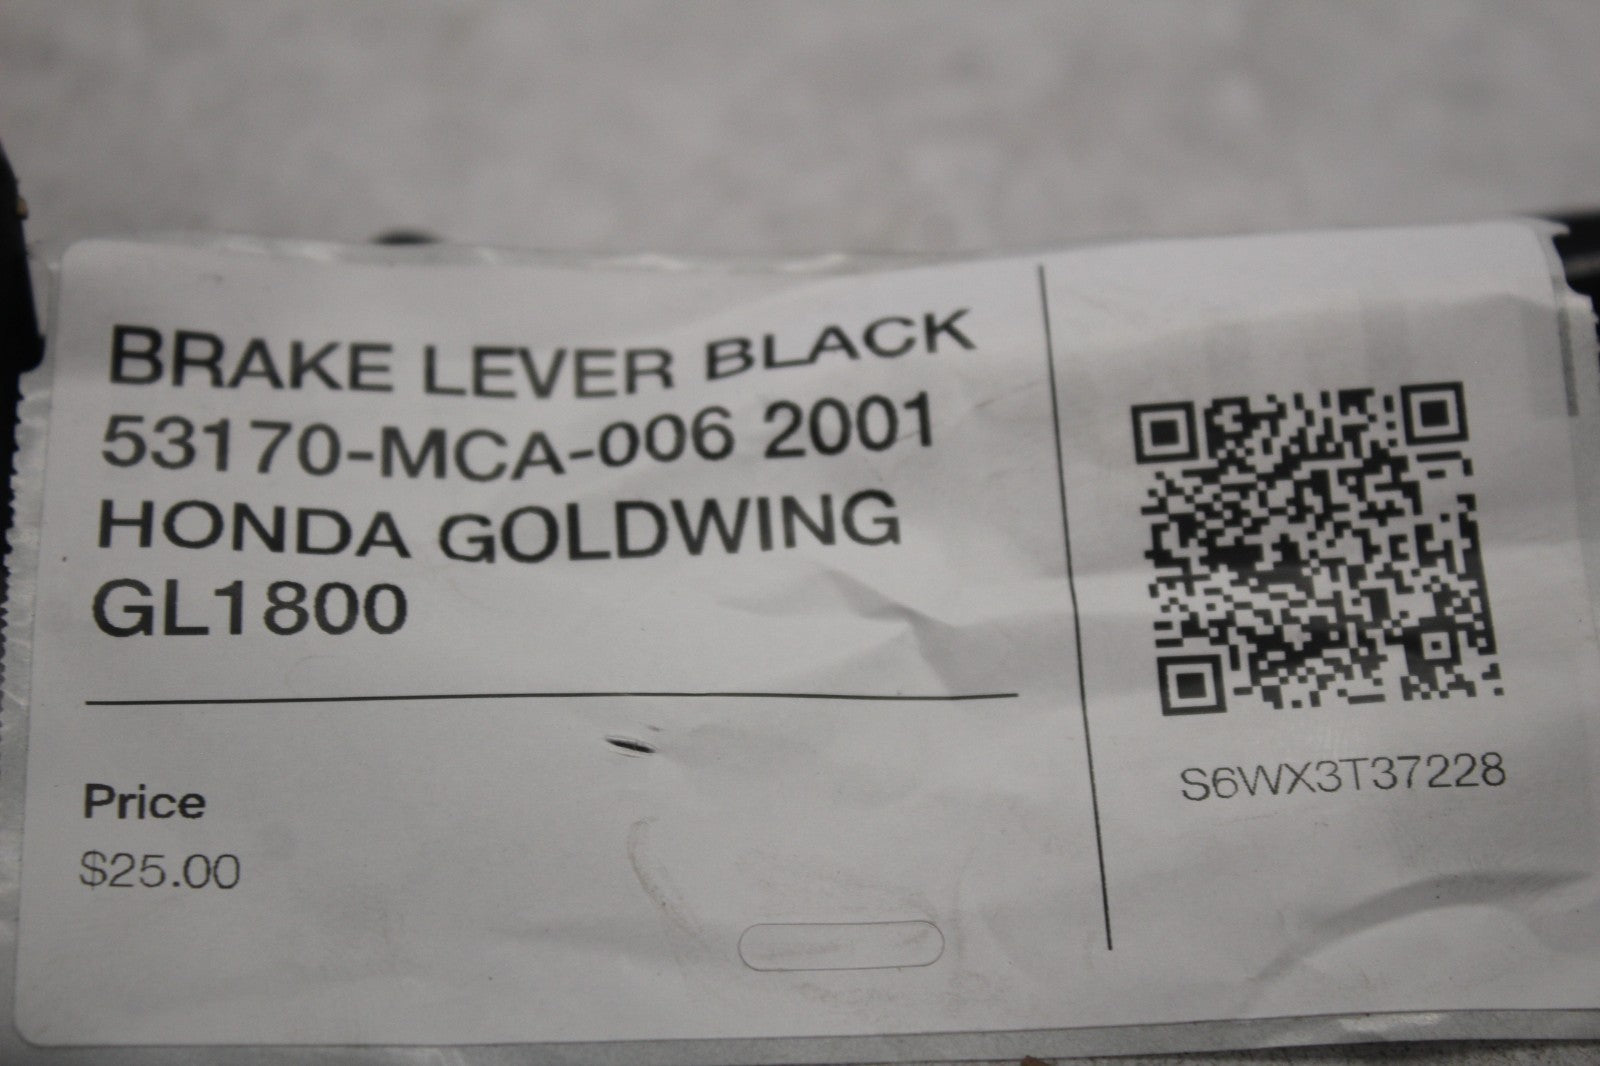 BRAKE LEVER BLACK
53170-MCA-006 2001
HONDA GOLDWING
GL1800
Price
$25.00
S6WX3T37228